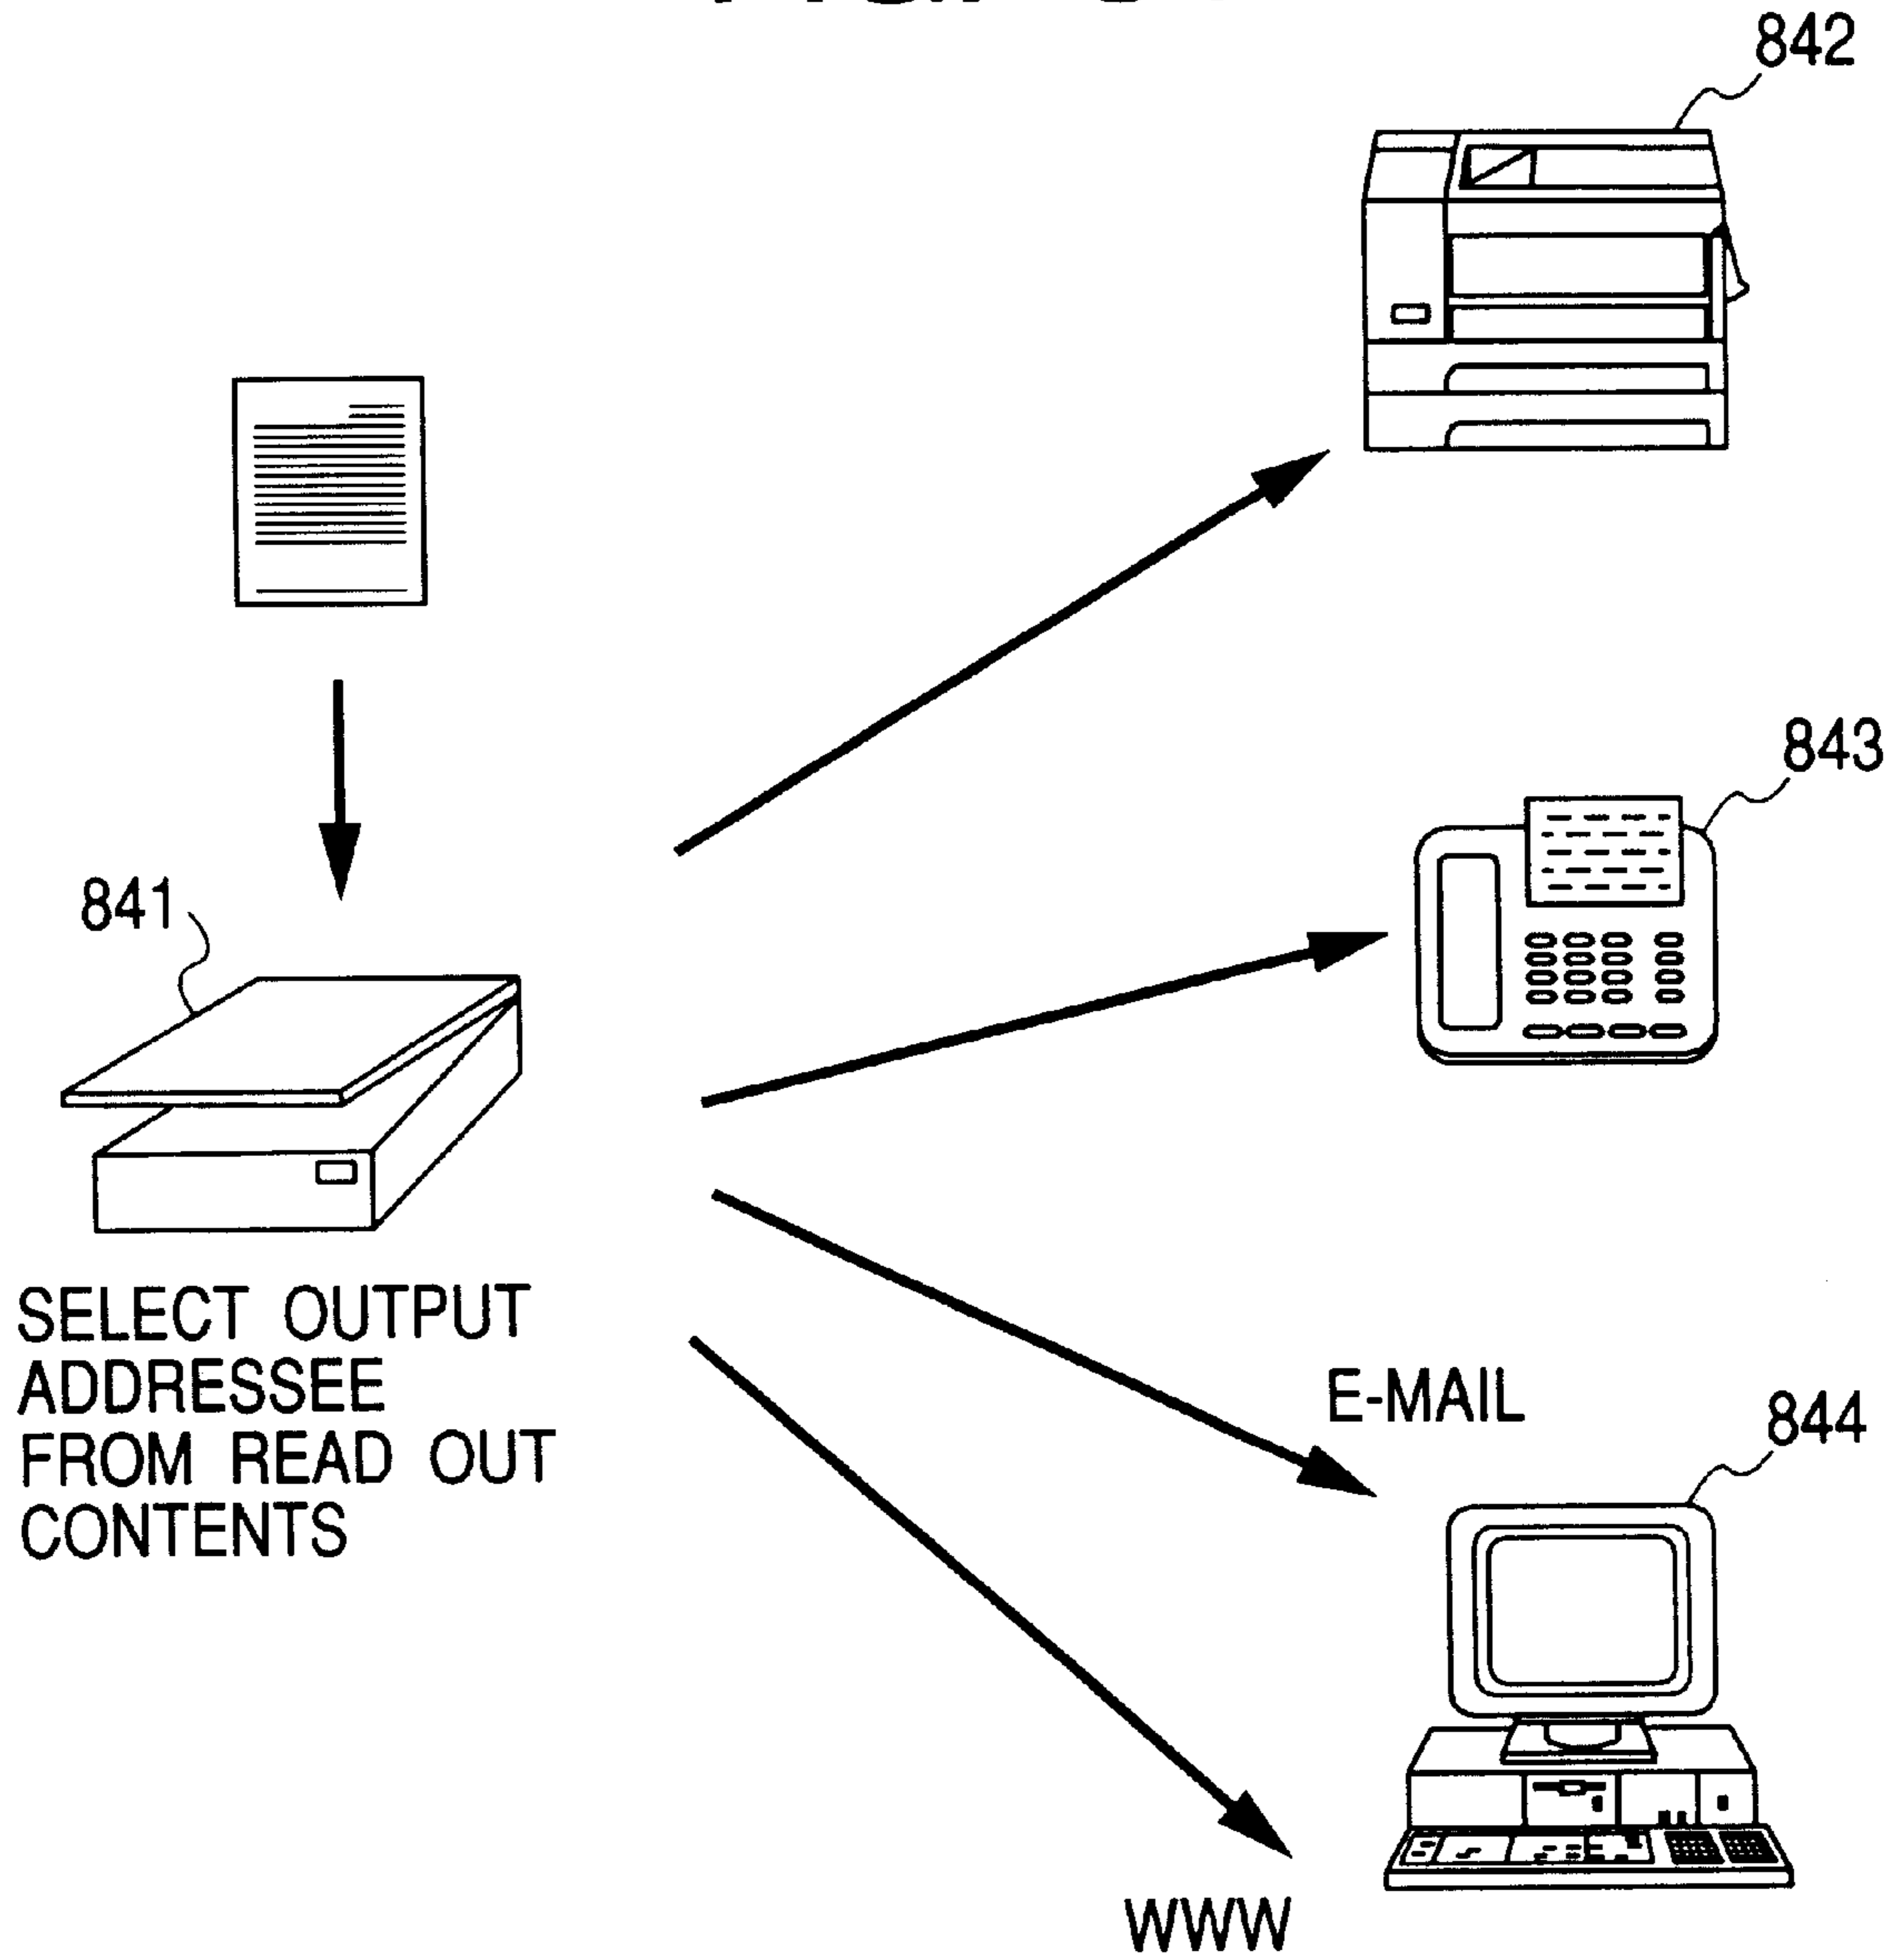 842
843
841
SELECT OUTPUT
ADDRESSEE
FROM READ OUT
CONTENTS
E-MAIL
844
WWW